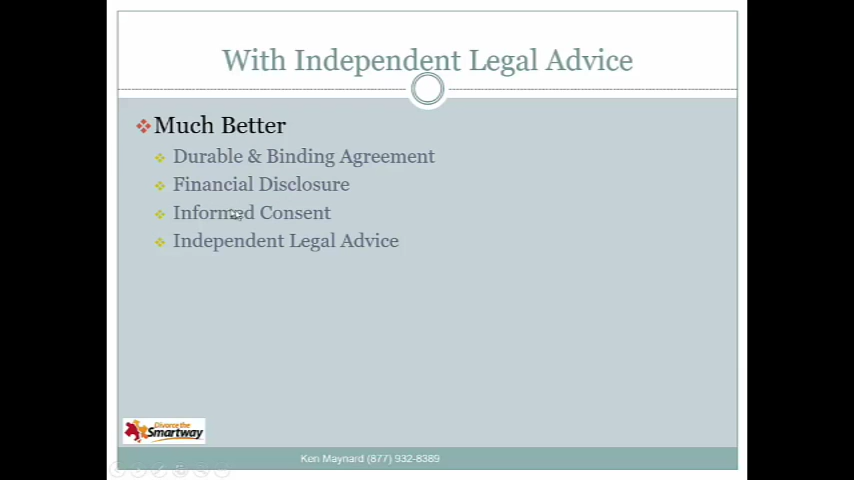 With Independent Legal Advice
Much Better
Durable & Binding Agreement
Financial Disclosure
Informed Consent
Independent Legal Advice
Divorce the
Smartway
Ken Maynard (877) 932-8389